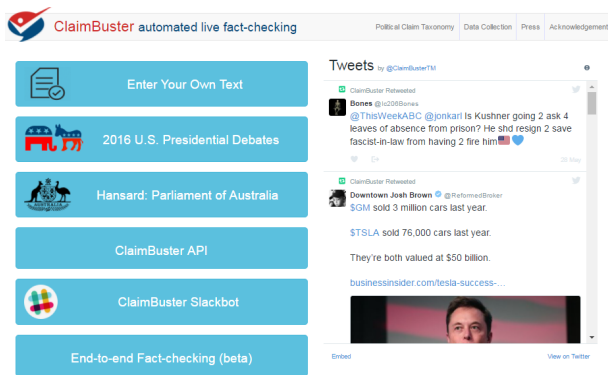 ClaimBuster automated live fact-checking
Political Claim Taxonomy Data Collection Press Acknowledgement
Enter Your Own Text
2016 U.S. Presidential Debates
AUSTRALIA
Hansard: Parliament of Australia
ClaimBuster API
ClaimBuster Slackbot
End-to-end Fact-checking (beta)
Tweets by @ClaimBusterTM
ClaimBuster Retweeted
Bones @ic206Bones
@ThisWeekABC @jonkarl Is Kushner going 2 ask 4
leaves of absence from prison? He shd resign 2 save
fascist-in-law from having 2 fire him
26 May
ClaimBuster Retweeted
Downtown Josh Brown @ReformedBroker
$GM sold 3 million cars last year.
$TSLA sold 76,000 cars last year.
They're both valued at $50 billion.
businessinsider.com/tesla-success-…
Embed
View on Twitter